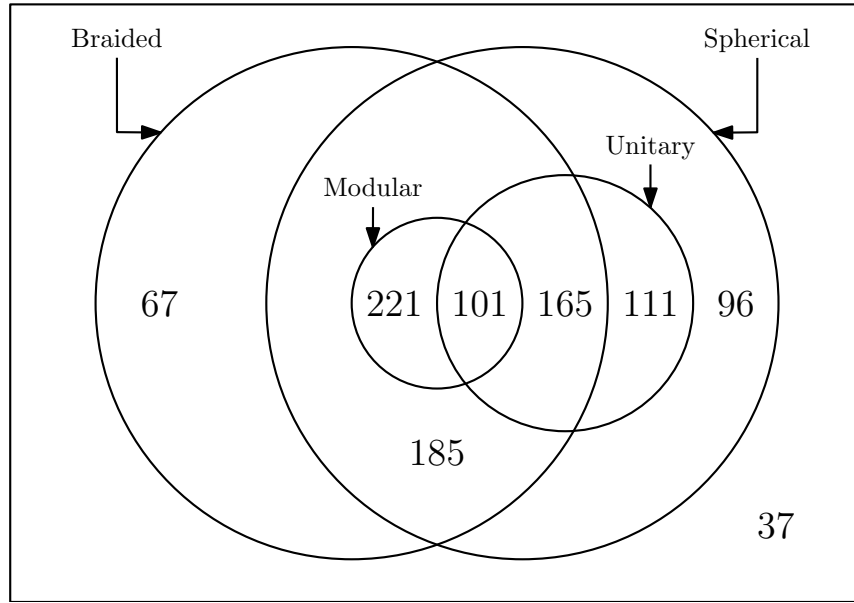 Braided
Spherical
Unitary
Modular
67
221
101
165
111
96
185
37